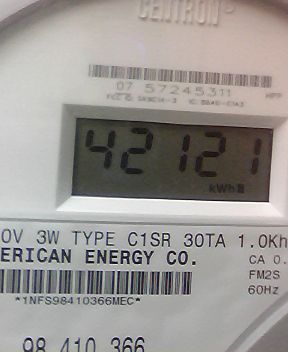 CENTRON
07 57245311
42121
kWh
0V 3W TYPE C1SR 30TA 1.0Kh
ERICAN ENERGY CO.
CA 0.
FM2S
60Hz
*1NFS98410366MEC*
98 410 366